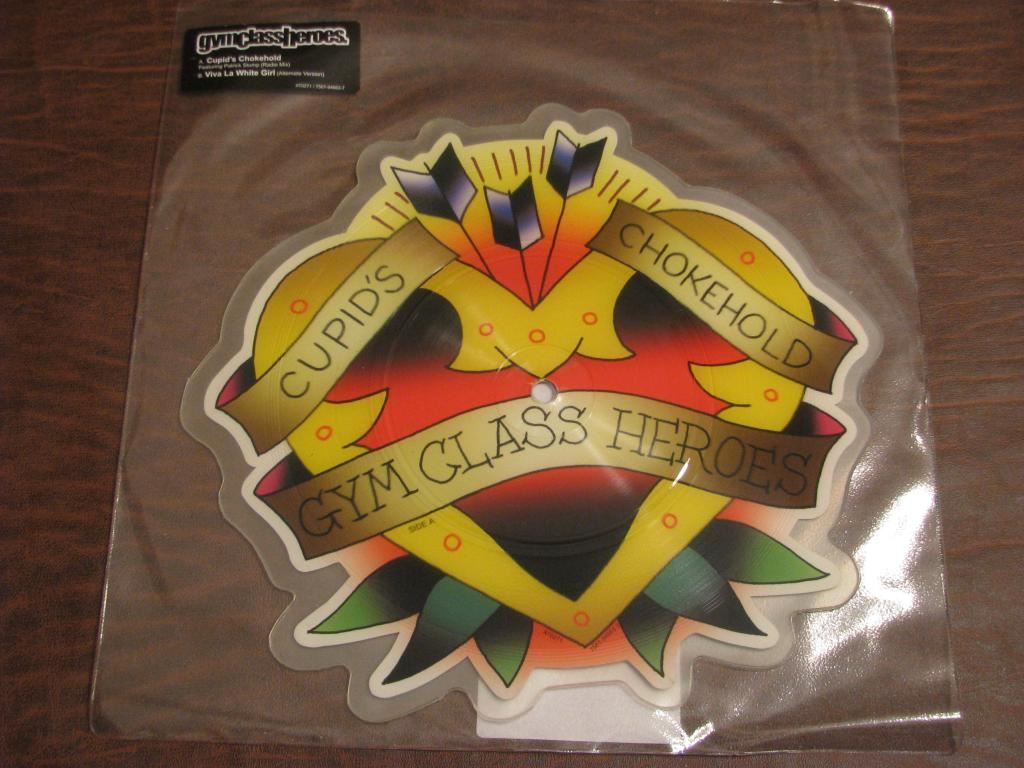 gymclassheroes.
A. Cupid's Chokehold
Featuring Patrick Stump (Radio Mix)
B. Viva La White Girl (Alternate Version)
CUPID'S
CHOKEHOLD
GYM CLASS HEROES
SIDE A